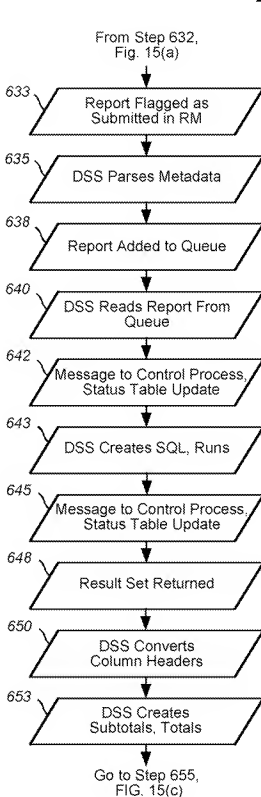 From Step 632,
Fig. 15(a)
633
Report Flagged as
Submitted in RM
635
DSS Parses Metadata
638
Report Added to Queue
640
DSS Reads Report From
Queue
642
Message to Control Process,
Status Table Update
643
DSS Creates SQL, Runs
645
Message to Control Process,
Status Table Update
648
Result Set Returned
650
DSS Converts
Column Headers
653
DSS Creates
Subtotals, Totals
Go to Step 655,
FIG. 15(c)